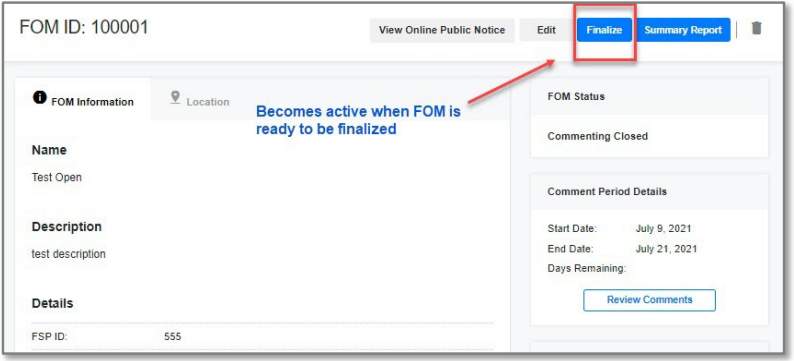 FOM ID: 100001
View Online Public Notice
Edit
Finalize
Summary Report
FOM Information
Location
Becomes active when FOM is
ready to be finalized
Name
Test Open
Description
test description
Details
FSP ID: 555
FOM Status
Commenting Closed
Comment Period Details
Start Date: July 9, 2021
End Date: July 21, 2021
Days Remaining:
Review Comments